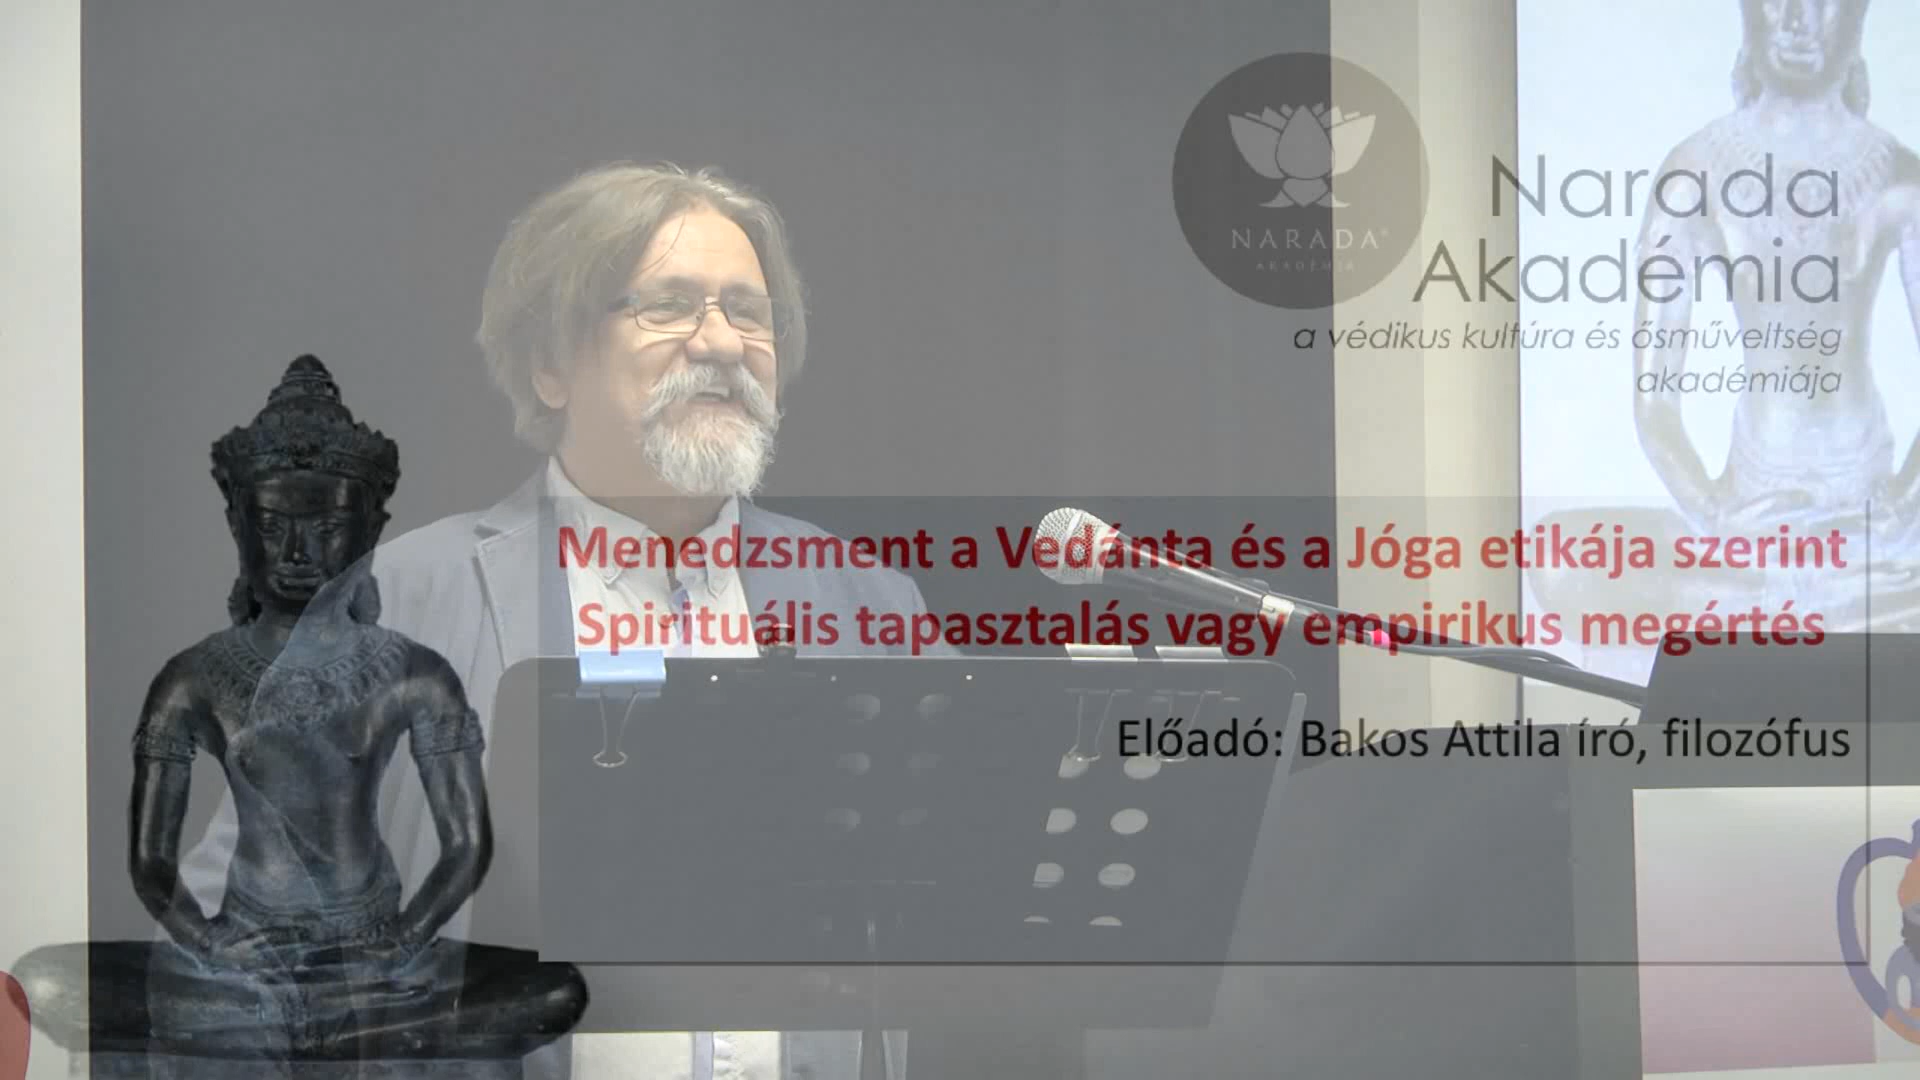 NARADA®
AKADÉMIA
Narada
Akadémia
a védikus kultúra és ősműveltség
akadémiája
Menedzsment a Vedánta és a Jóga etikája szerint
Spirituális tapasztalás vagy empirikus megértés
Előadó: Bakos Attila író, filozófus